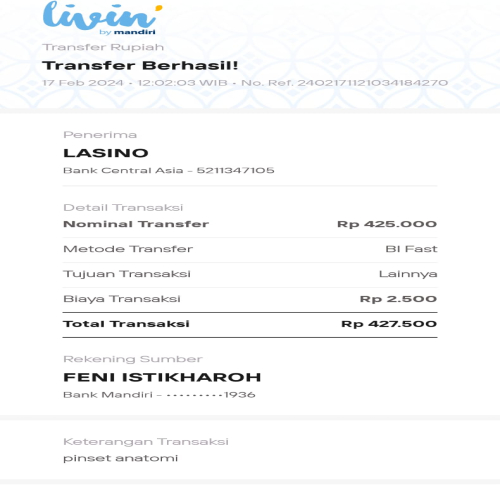 livin'
by mandiri
Transfer Rupiah
Transfer Berhasil!
17 Feb 2024 • 12:02:03 WIB • No. Ref. 2402171121034184270
Penerima
LASINO
Bank Central Asia - 5211347105
Detail Transaksi
Nominal Transfer Rp 425.000
Metode Transfer BI Fast
Tujuan Transaksi Lainnya
Biaya Transaksi Rp 2.500
Total Transaksi Rp 427.500
Rekening Sumber
FENI ISTIKHAROH
Bank Mandiri - •••••••••1936
Keterangan Transaksi
pinset anatomi